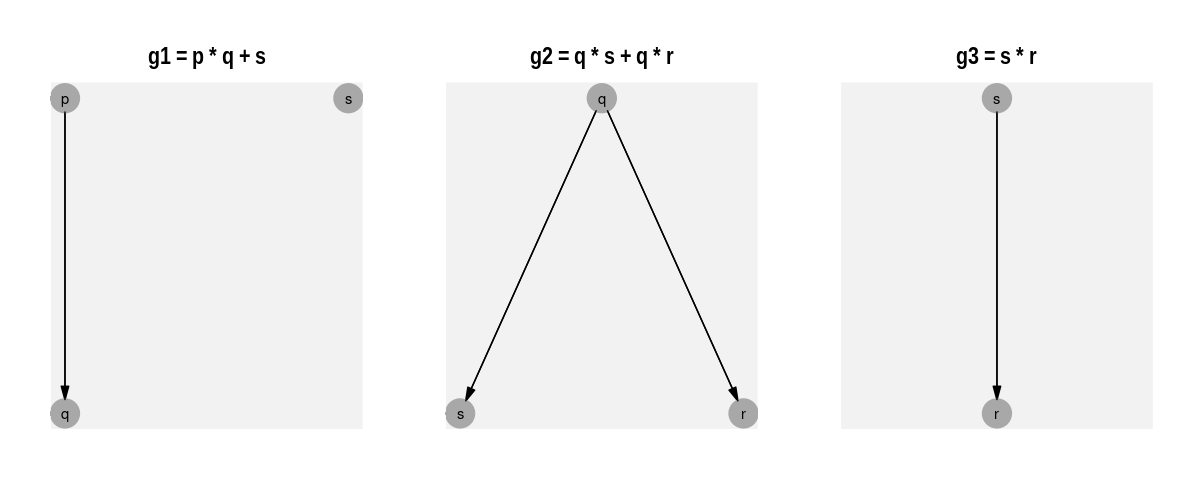 g1 = p * q + s
g2 = q * s + q * r
g3 = s * r
p
s
q
s
q
s
r
r